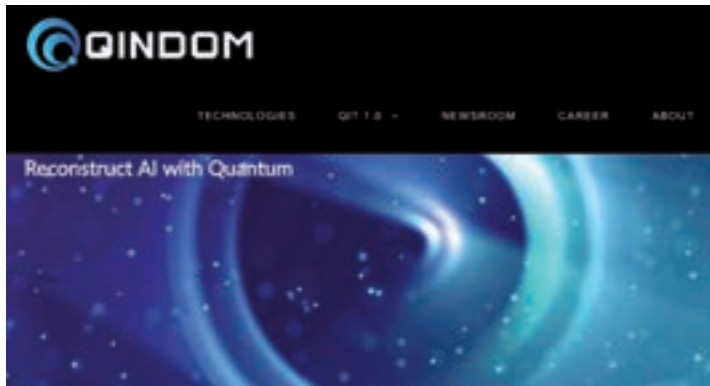 QINDOM
TECHNOLOGIES QIT 1.0 NEWSROOM CAREER ABOUT
Reconstruct AI with Quantum